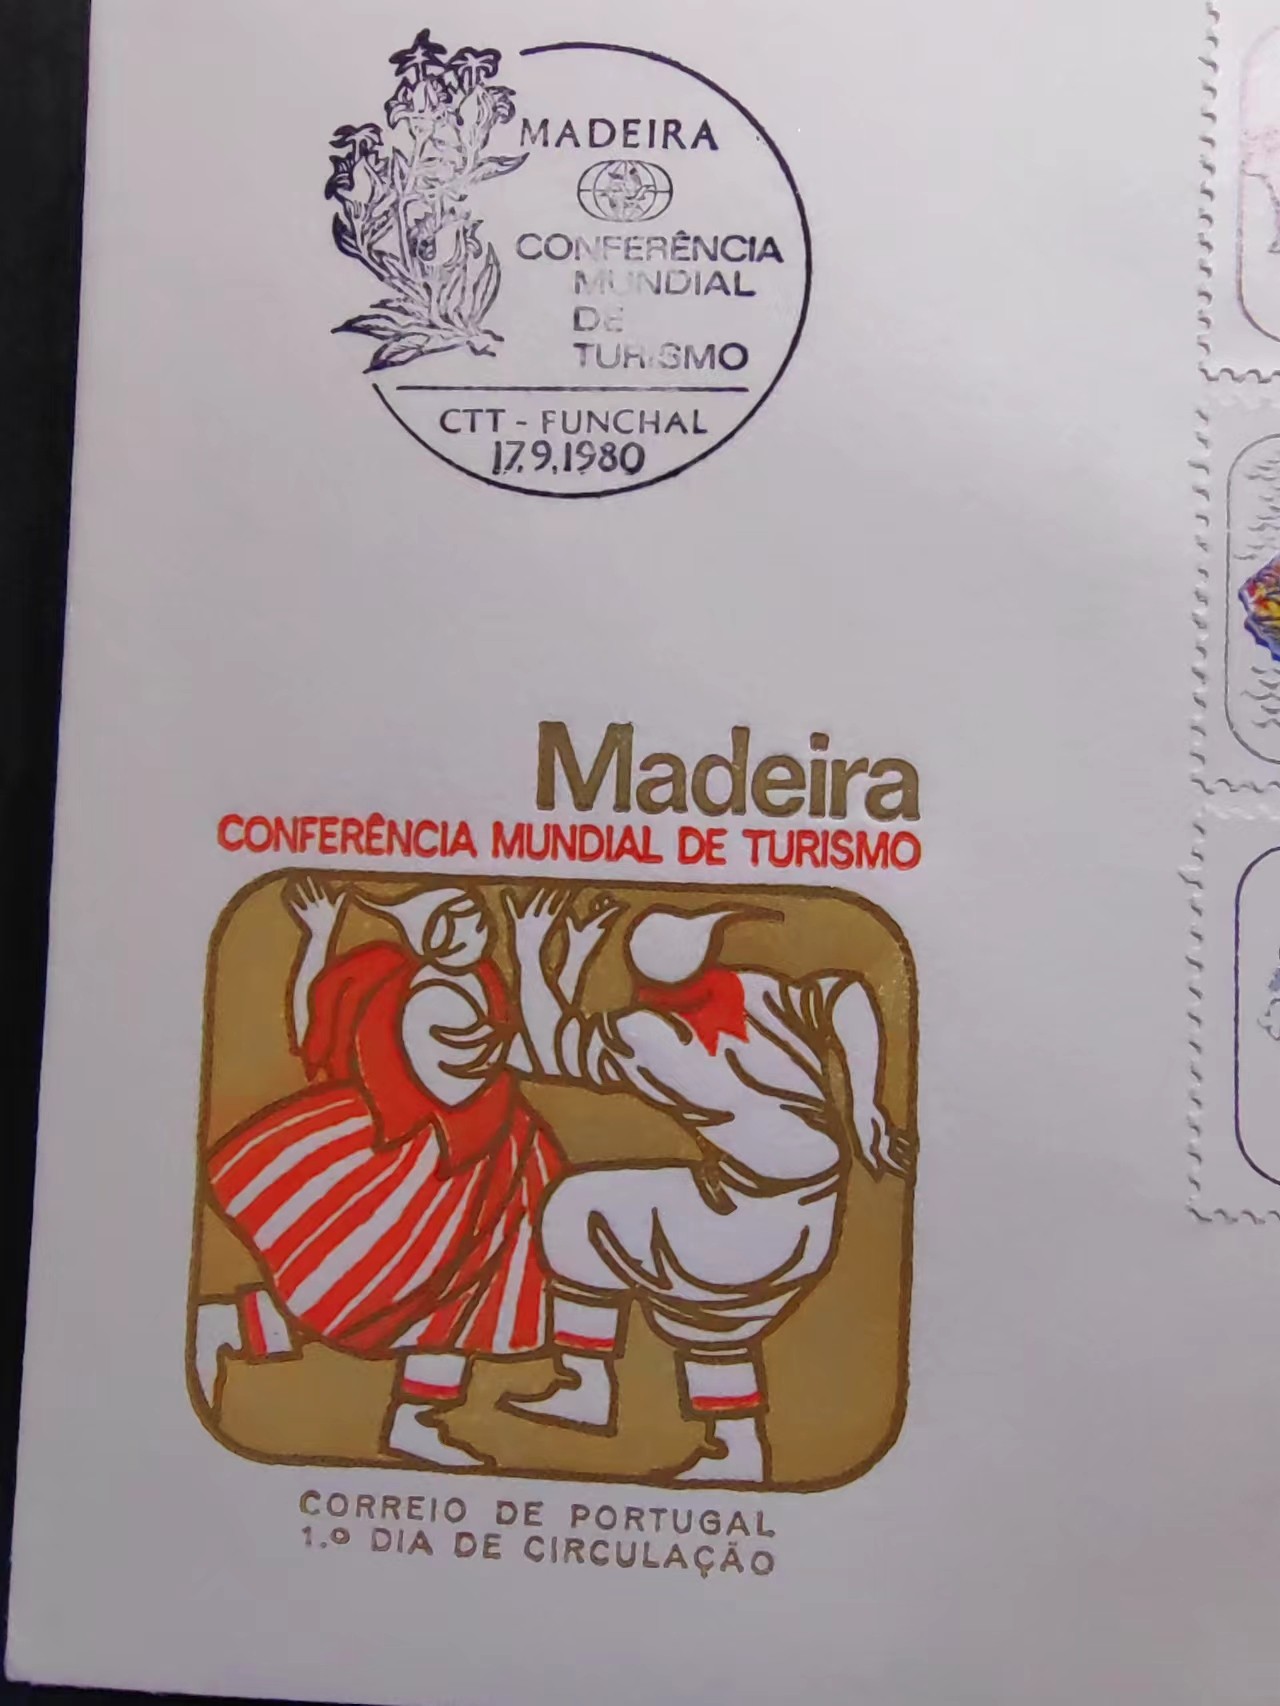 MADEIRA
CONFERÊNCIA
MUNDIAL
DE
TURISMO
CTT - FUNCHAL
17.9.1980
Madeira
CONFERÊNCIA MUNDIAL DE TURISMO
CORREIO DE PORTUGAL
1.º DIA DE CIRCULAÇÃO